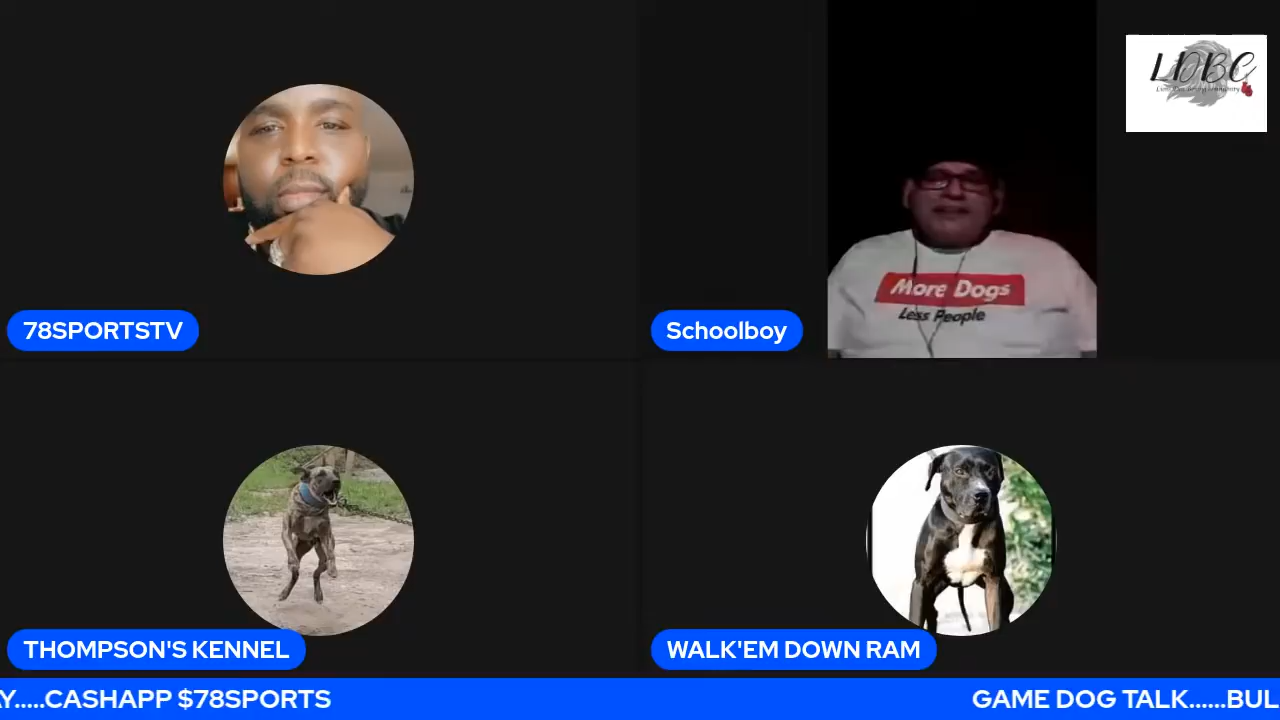 LDBC
More Dogs
Less People
78SPORTSTV
Schoolboy
THOMPSON'S KENNEL
WALK'EM DOWN RAM
AY.....CASHAPP $78SPORTS
GAME DOG TALK......BUL